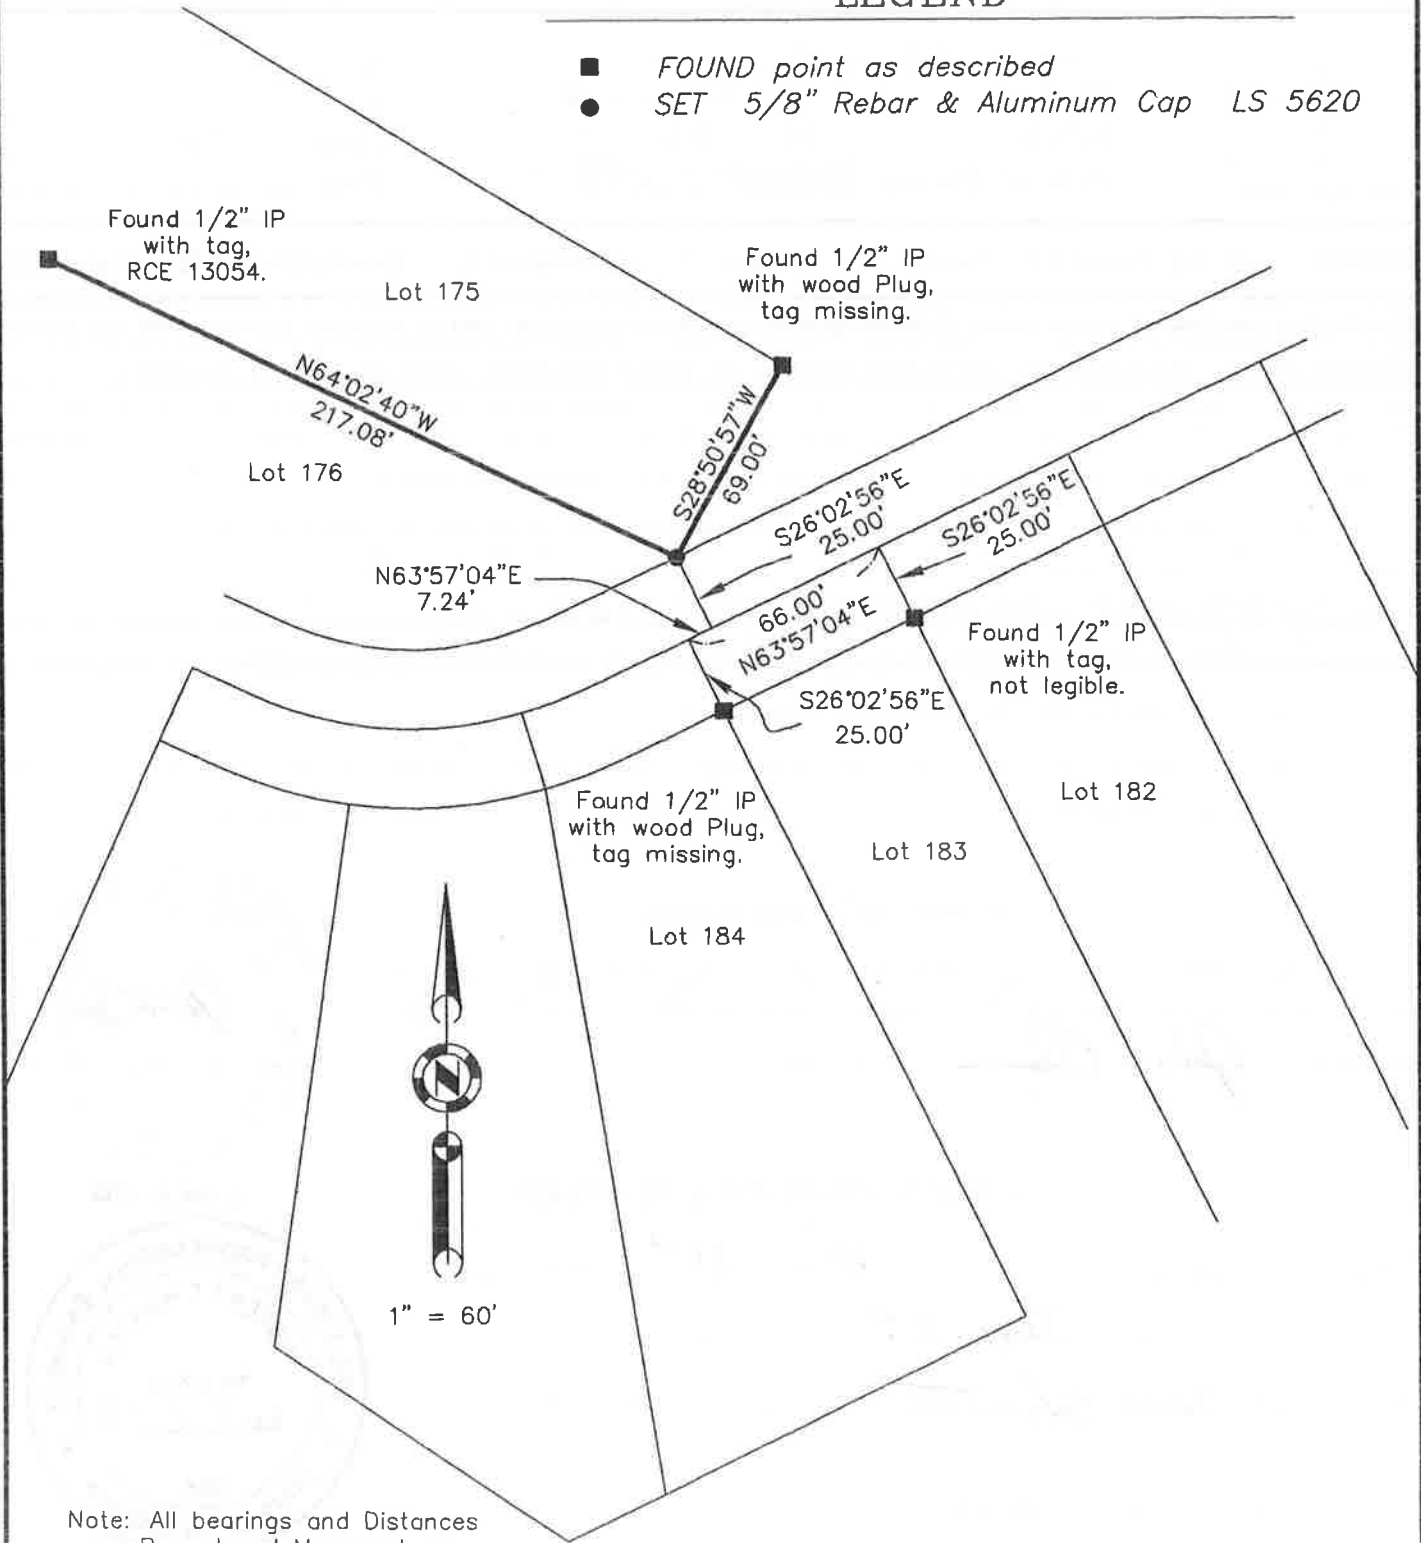 LEGEND
FOUND point as described
SET 5/8" Rebar & Aluminum Cap LS 5620
Found 1/2" IP
with tag,
RCE 13054.
Lot 175
Found 1/2" IP
with wood Plug,
tag missing.
N64°02'40"W
217.08'
Lot 176
S28°50'57"W
69.00'
S26°02'56"E
25.00'
S26°02'56"E
25.00'
N63°57'04"E
7.24'
66.00'
N63°57'04"E
Found 1/2" IP
with tag,
not legible.
S26°02'56"E
25.00'
Found 1/2" IP
with wood Plug,
tag missing.
Lot 182
Lot 183
Lot 184
N
1" = 60'
Note: All bearings and Distances